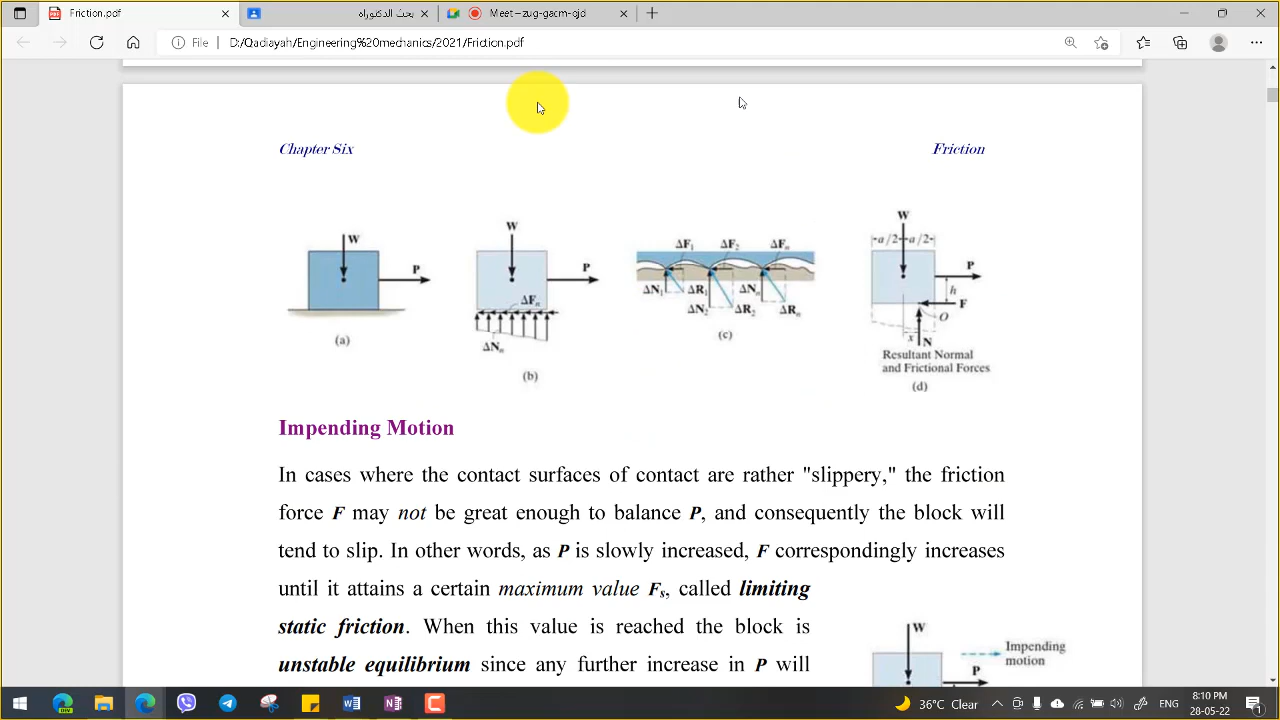 Friction.pdf
بحث الدكتوراه
Meet – zug-gacm-qjd
File
D:/Qadiayah/Engineering%20mechanics/2021/Friction.pdf
Chapter Six
Friction
W
P
(a)
W
P
ΔFn
ΔNn
(b)
ΔF1 ΔF2 ΔFn
ΔN1 ΔR1 ΔNn
ΔN2 ΔR2 ΔRn
(c)
W
a/2 a/2
P
h
F
O
x N
Resultant Normal
and Frictional Forces
(d)
Impending Motion
In cases where the contact surfaces of contact are rather "slippery," the friction
force F may not be great enough to balance P, and consequently the block will
tend to slip. In other words, as P is slowly increased, F correspondingly increases
until it attains a certain maximum value Fs, called limiting
static friction. When this value is reached the block is
unstable equilibrium since any further increase in P will
W
Impending
motion
P
DEV
36°C Clear
8:10 PM
28-05-22
1